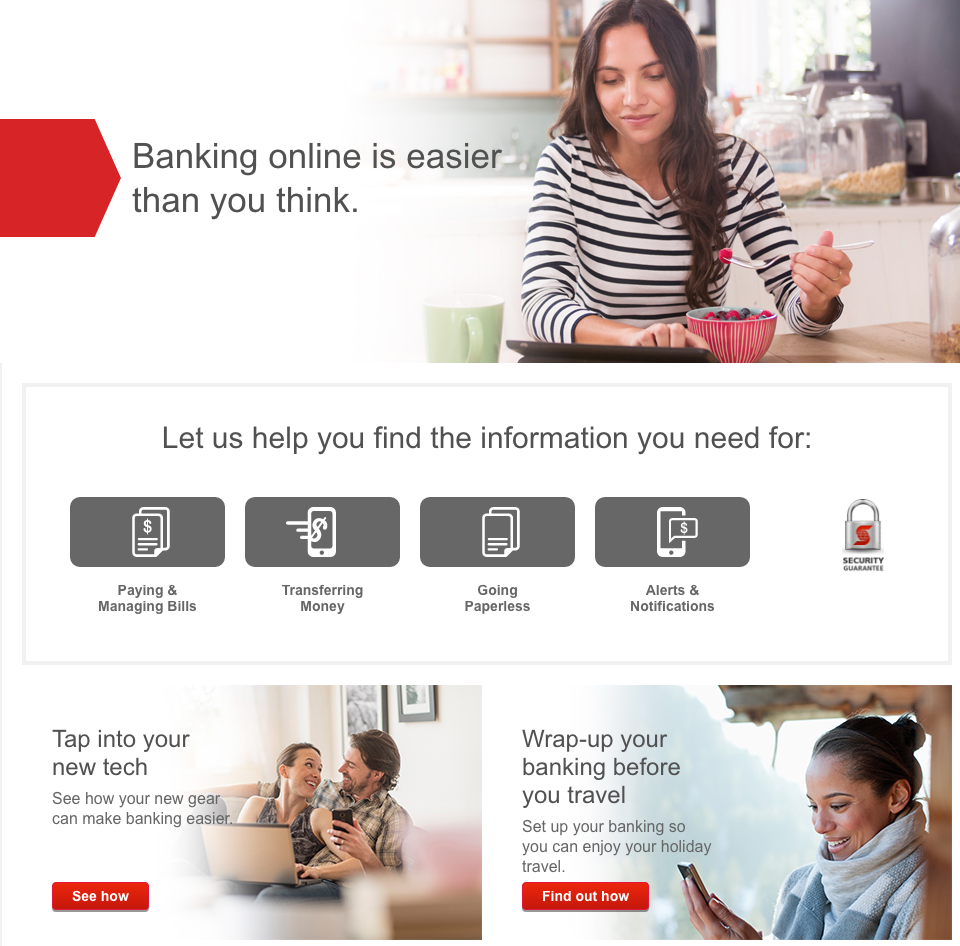 Banking online is easier
than you think.
Let us help you find the information you need for:
$
$
$
Paying &
Managing Bills
Transferring
Money
Going
Paperless
Alerts &
Notifications
S
SECURITY
GUARANTEE
Tap into your
new tech
See how your new gear
can make banking easier.
See how
Wrap-up your
banking before
you travel
Set up your banking so
you can enjoy your holiday
travel.
Find out how